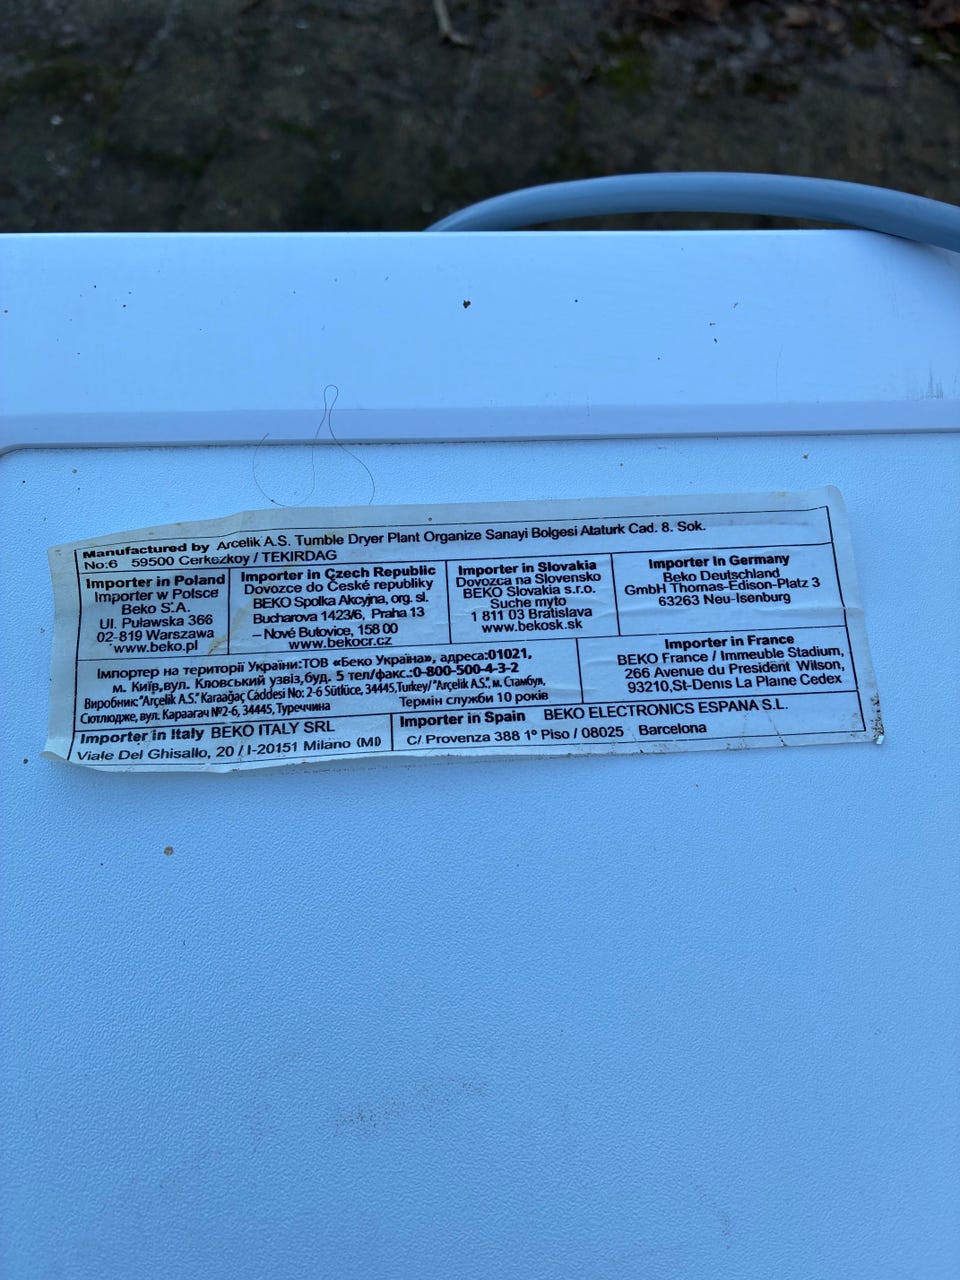 Manufactured by Arcelik A.S. Tumble Dryer Plant Organize Sanayi Bolgesi Ataturk Cad. 8. Sok.
No:6 59500 Cerkezkoy / TEKIRDAG
Importer in Poland
Importer w Polsce
Beko S.A.
Ul. Puławska 366
02-819 Warszawa
www.beko.pl
Importer in Czech Republic
Dovozce do České republiky
BEKO Spolka Akcyjna, org. sl.
Bucharova 1423/6, Praha 13
– Nové Butovice, 158 00
www.bekocr.cz
Importer in Slovakia
Dovozca na Slovensko
BEKO Slovakia s.r.o.
Suche myto
1 811 03 Bratislava
www.bekosk.sk
Importer in Germany
Beko Deutschland
GmbH Thomas-Edison-Platz 3
63263 Neu-Isenburg
Імпортер на території України:ТОВ «Беко Україна», адреса:01021,
м. Київ,вул. Кловський узвіз,буд. 5 тел/факс.:0-800-500-4-3-2
Виробник:"Arçelik A.S." Karaağaç Caddesi No: 2-6 Sütlüce, 34445,Turkey/"Arçelik A.S.", м. Стамбул,
Сютлюдже, вул. Караагач №2-6, 34445, Туреччина
Термін служби 10 років
Importer in France
BEKO France / Immeuble Stadium,
266 Avenue du President Wilson,
93210,St-Denis La Plaine Cedex
Importer in Italy BEKO ITALY SRL
Viale Del Ghisallo, 20 / I-20151 Milano (MI)
Importer in Spain BEKO ELECTRONICS ESPANA S.L.
C/ Provenza 388 1º Piso / 08025 Barcelona